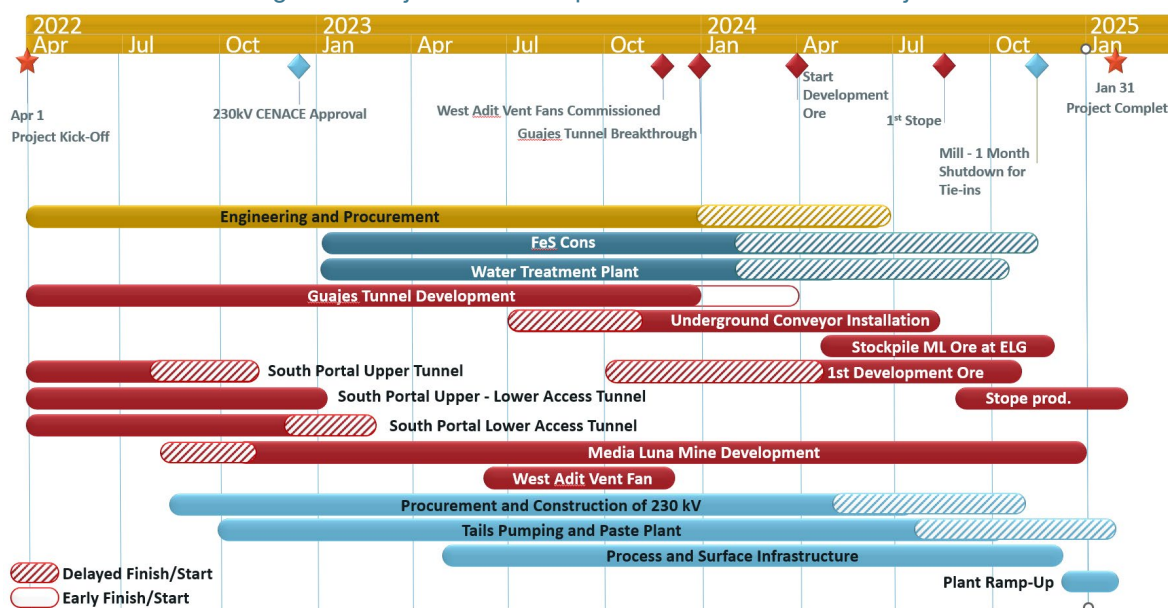 2022 2023 2024 2025
Apr Jul Oct Jan Apr Jul Oct Jan Apr Jul Oct Jan
Apr 1
Project Kick-Off
230kV CENACE Approval
West Adit Vent Fans Commissioned
Guajes Tunnel Breakthrough
Start
Development
Ore
1st Stope
Mill - 1 Month
Shutdown for
Tie-ins
Jan 31
Project Complet
Engineering and Procurement
FeS Cons
Water Treatment Plant
Guajes Tunnel Development
Underground Conveyor Installation
Stockpile ML Ore at ELG
South Portal Upper Tunnel
1st Development Ore
South Portal Upper - Lower Access Tunnel
Stope prod.
South Portal Lower Access Tunnel
Media Luna Mine Development
West Adit Vent Fan
Procurement and Construction of 230 kV
Tails Pumping and Paste Plant
Process and Surface Infrastructure
Plant Ramp-Up
Delayed Finish/Start
Early Finish/Start